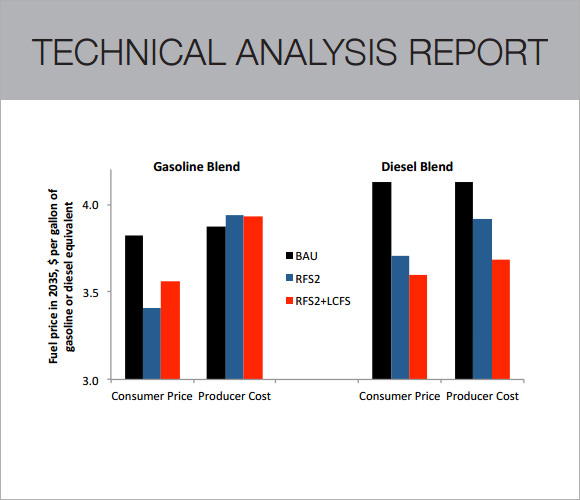 TECHNICAL ANALYSIS REPORT
Gasoline Blend
Diesel Blend
Fuel price in 2035, $ per gallon of
gasoline or diesel equivalent
4.0
3.5
3.0
BAU
RFS2
RFS2+LCFS
Consumer Price
Producer Cost
Consumer Price
Producer Cost